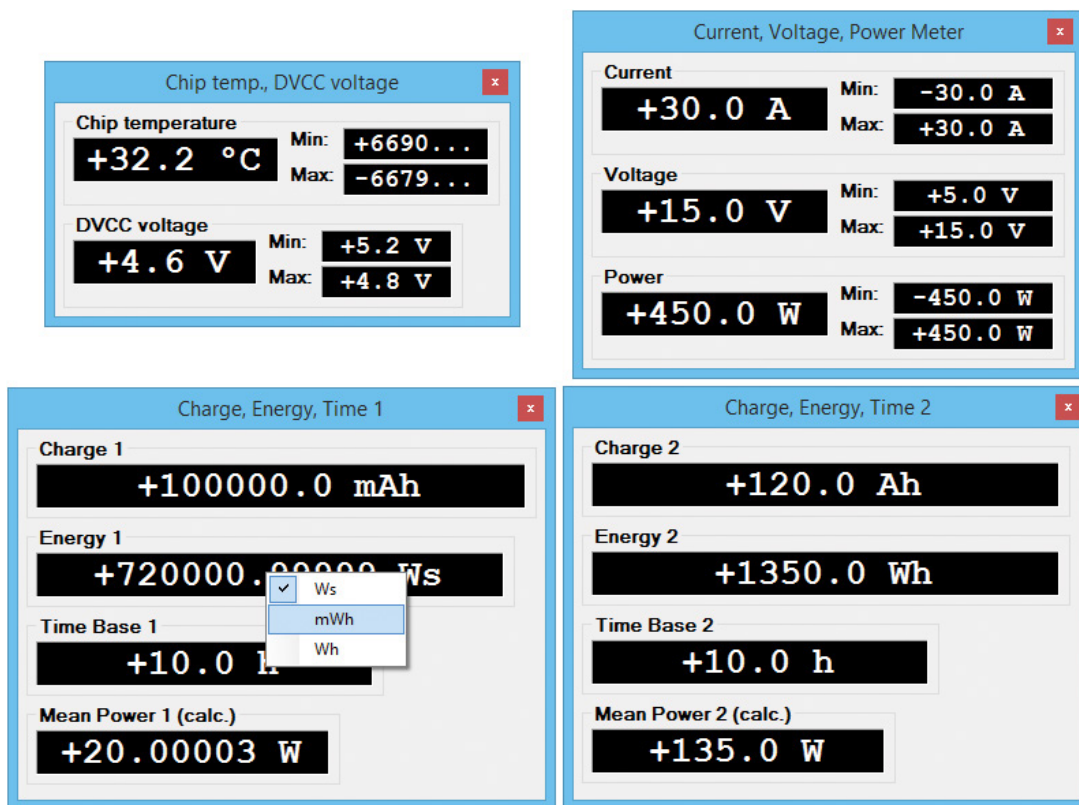 Chip temp., DVCC voltage
x
Chip temperature
+32.2 °C
Min:
+6690...
Max:
-6679...
DVCC voltage
+4.6 V
Min:
+5.2 V
Max:
+4.8 V
Current, Voltage, Power Meter
x
Current
+30.0 A
Min:
-30.0 A
Max:
+30.0 A
Voltage
+15.0 V
Min:
+5.0 V
Max:
+15.0 V
Power
+450.0 W
Min:
-450.0 W
Max:
+450.0 W
Charge, Energy, Time 1
x
Charge 1
+100000.0 mAh
Energy 1
+720000.00000 Ws
Ws
mWh
Wh
Time Base 1
+10.0 h
Mean Power 1 (calc.)
+20.00003 W
Charge, Energy, Time 2
x
Charge 2
+120.0 Ah
Energy 2
+1350.0 Wh
Time Base 2
+10.0 h
Mean Power 2 (calc.)
+135.0 W